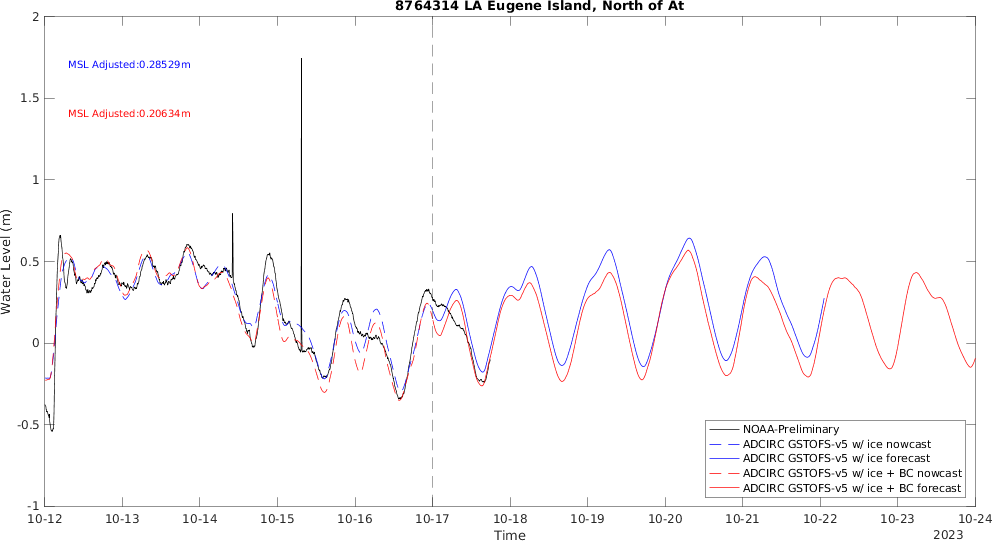 8764314 LA Eugene Island, North of At
MSL Adjusted:0.28529m
MSL Adjusted:0.20634m
Water Level (m)
2
1.5
1
0.5
0
-0.5
-1
NOAA-Preliminary
ADCIRC GSTOFS-v5 w/ ice nowcast
ADCIRC GSTOFS-v5 w/ ice forecast
ADCIRC GSTOFS-v5 w/ ice + BC nowcast
ADCIRC GSTOFS-v5 w/ ice + BC forecast
10-12 10-13 10-14 10-15 10-16 10-17 10-18 10-19 10-20 10-21 10-22 10-23 10-24
Time
2023